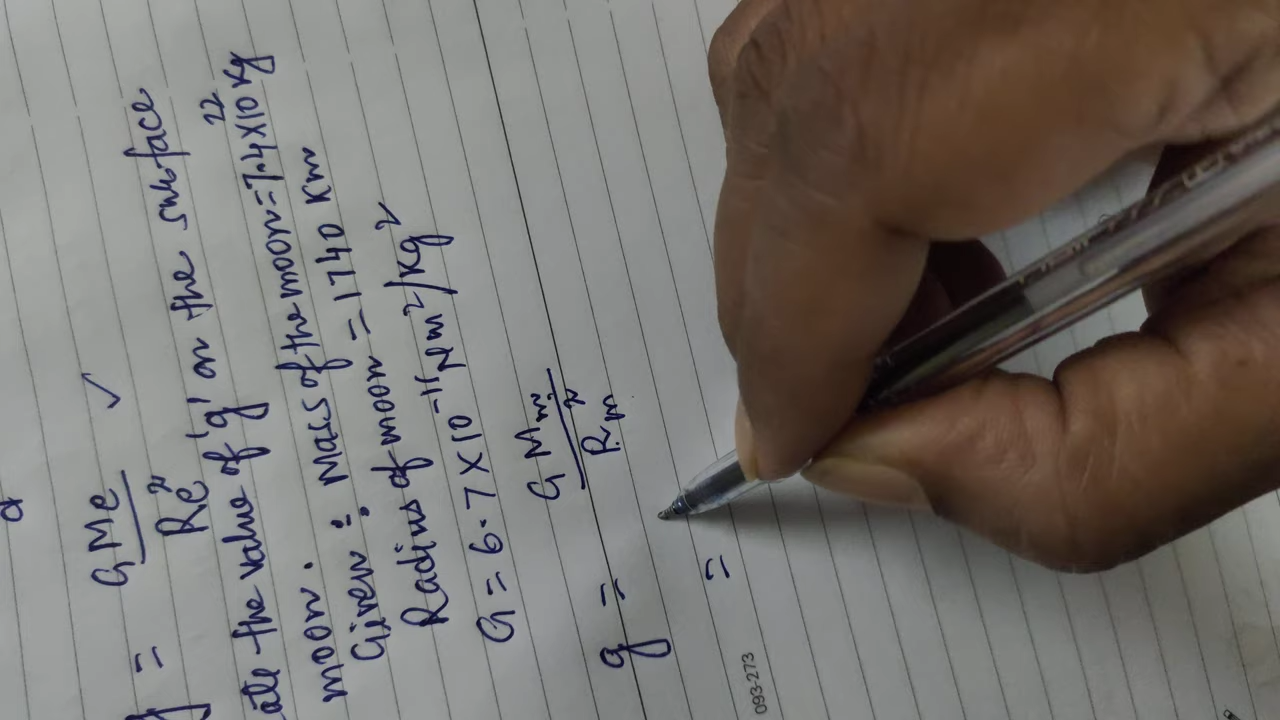 g = GMe/Re²  ✓
ate the value of 'g' on the surface
moon.
Given: Mass of the moon = 7.4 X 10²² Kg
Radius of moon = 1740 Km
G = 6.7 X 10⁻¹¹ Nm²/Kg²
g = GMm/Rm²
=
093-273